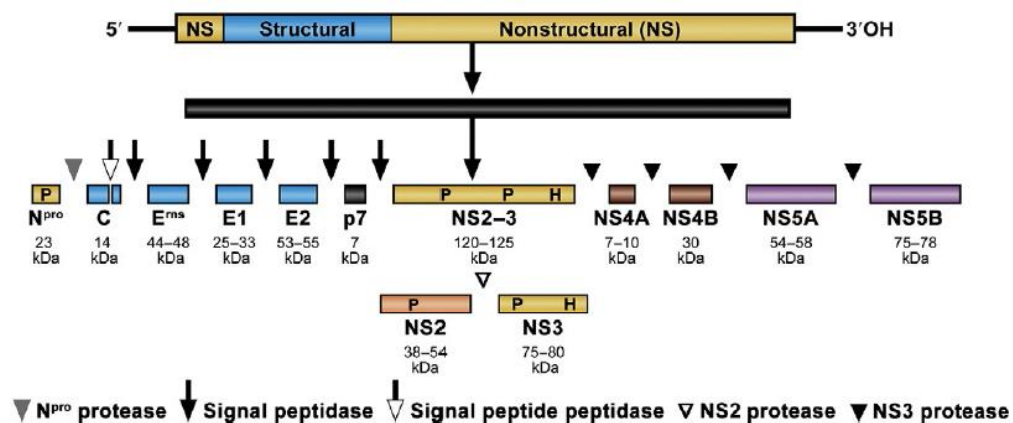 5′ NS Structural Nonstructural (NS) 3′OH
P P P H
Nᵖʳᵒ C Eʳⁿˢ E1 E2 p7 NS2–3 NS4A NS4B NS5A NS5B
23 14 44–48 25–33 53–55 7 120–125 7–10 30 54–58 75–78
kDa kDa kDa kDa kDa kDa kDa kDa kDa kDa kDa
P P H
NS2 NS3
38–54 75–80
kDa kDa
Nᵖʳᵒ protease Signal peptidase Signal peptide peptidase NS2 protease NS3 protease